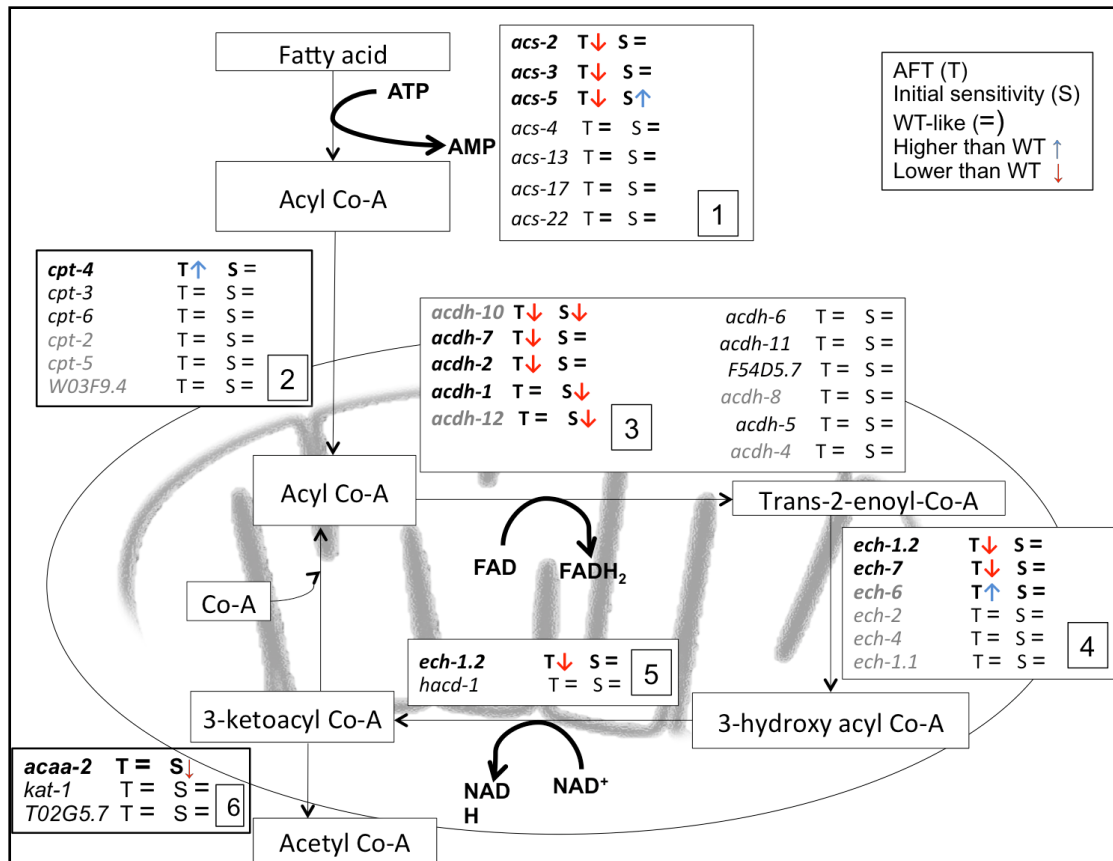 Fatty acid
ATP
AMP
Acyl Co-A
acs-2 T↓ S =
acs-3 T↓ S =
acs-5 T↓ S↑
acs-4 T = S =
acs-13 T = S =
acs-17 T = S =
acs-22 T = S =
1
AFT (T)
Initial sensitivity (S)
WT-like (=)
Higher than WT ↑
Lower than WT ↓
cpt-4 T↑ S =
cpt-3 T = S =
cpt-6 T = S =
cpt-2 T = S =
cpt-5 T = S =
W03F9.4 T = S =
2
acdh-10 T↓ S↓
acdh-7 T↓ S =
acdh-2 T↓ S =
acdh-1 T = S↓
acdh-12 T = S↓
acdh-6 T = S =
acdh-11 T = S =
F54D5.7 T = S =
acdh-8 T = S =
acdh-5 T = S =
acdh-4 T = S =
3
Acyl Co-A
FAD
FADH₂
Trans-2-enoyl-Co-A
ech-1.2 T↓ S =
ech-7 T↓ S =
ech-6 T↑ S =
ech-2 T = S =
ech-4 T = S =
ech-1.1 T = S =
4
Co-A
ech-1.2 T↓ S =
hacd-1 T = S =
5
3-ketoacyl Co-A
3-hydroxy acyl Co-A
NAD
H
NAD⁺
acaa-2 T = S↓
kat-1 T = S =
T02G5.7 T = S =
6
Acetyl Co-A